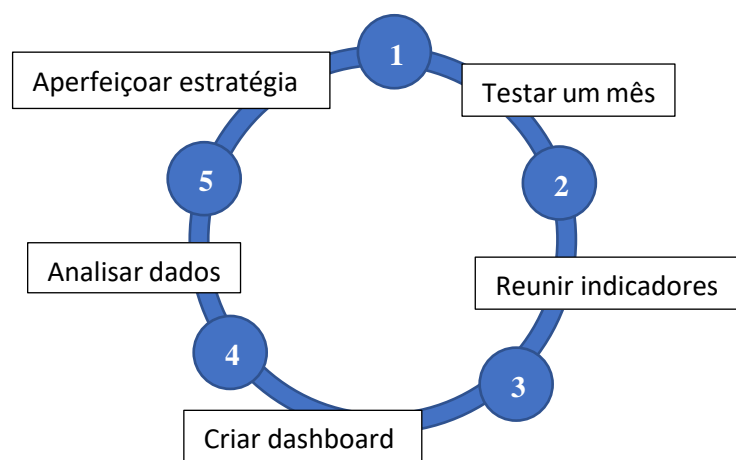 1
Testar um mês
2
Reunir indicadores
3
Criar dashboard
4
Analisar dados
5
Aperfeiçoar estratégia